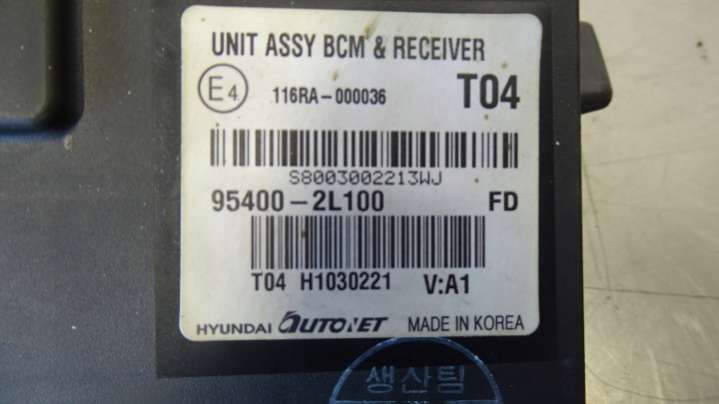 UNIT ASSY BCM & RECEIVER
E4 116RA-000036 T04
S8003002213WJ
95400-2L100 FD
T04 H1030221 V:A1
HYUNDAI AUTONET MADE IN KOREA
생산팀